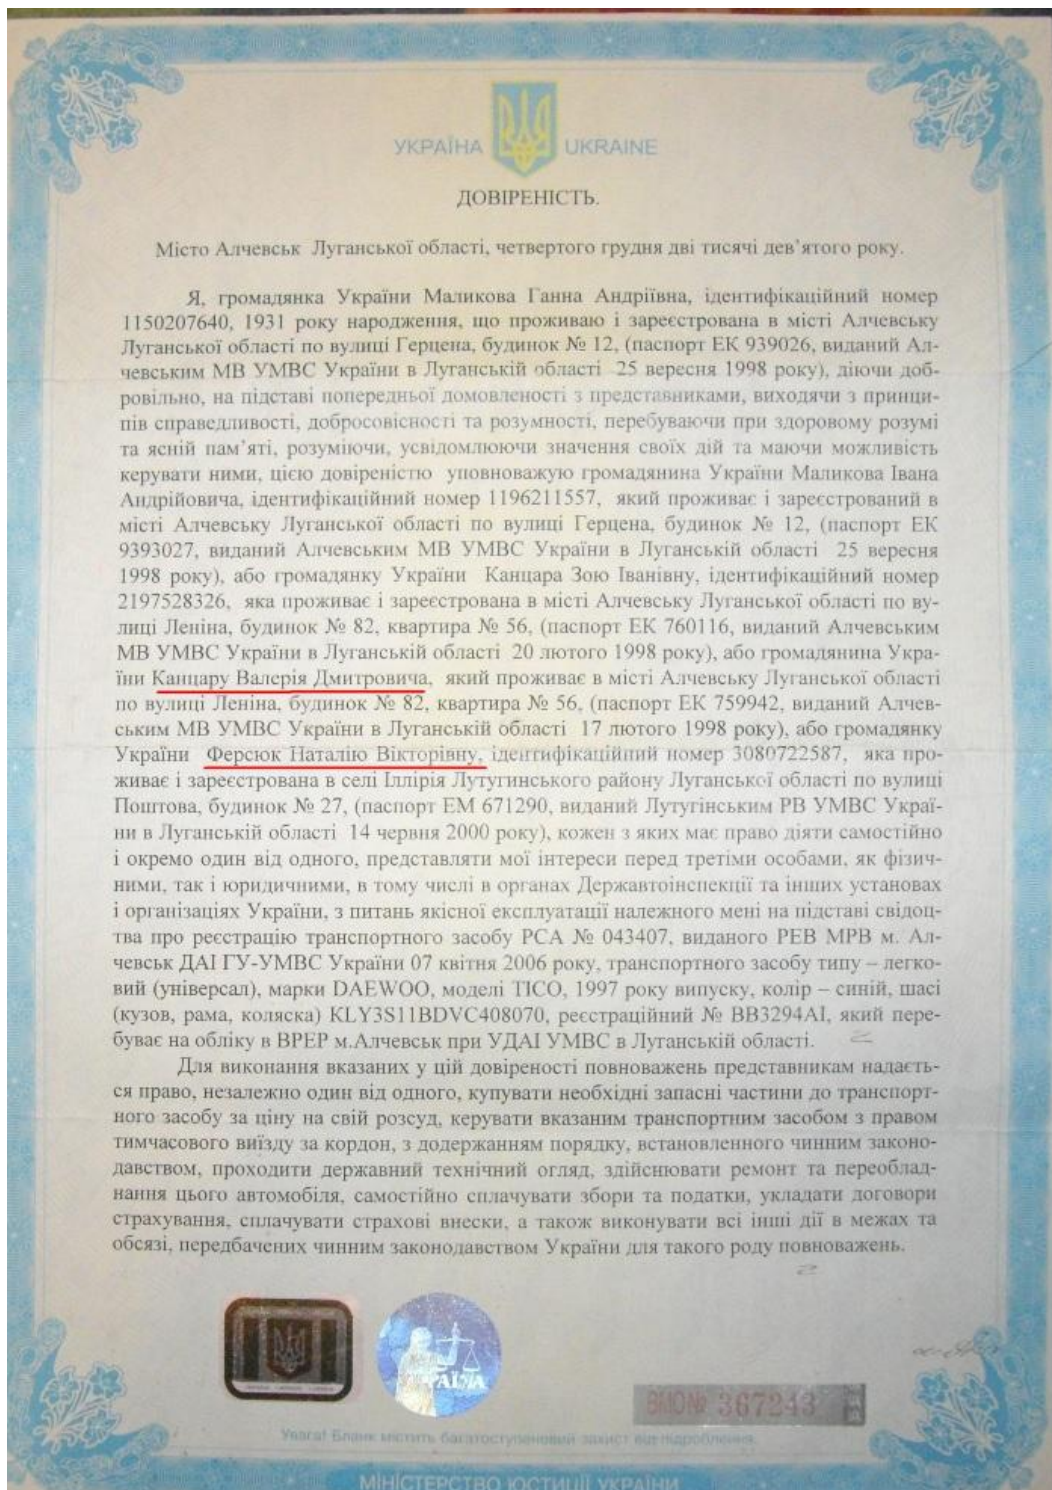 УКРАЇНА UKRAINE
ДОВІРЕНІСТЬ.
Місто Алчевськ Луганської області, четвертого грудня дві тисячі дев’ятого року.
Я, громадянка України Маликова Ганна Андріївна, ідентифікаційний номер
1150207640, 1931 року народження, що проживаю і зареєстрована в місті Алчевську
Луганської області по вулиці Герцена, будинок № 12, (паспорт ЕК 939026, виданий Ал-
чевським МВ УМВС України в Луганській області 25 вересня 1998 року), діючи доб-
ровільно, на підставі попередньої домовленості з представниками, виходячи з принци-
пів справедливості, добросовісності та розумності, перебуваючи при здоровому розумі
та ясній пам’яті, розуміючи, усвідомлюючи значення своїх дій та маючи можливість
керувати ними, цією довіреністю уповноважую громадянина України Маликова Івана
Андрійовича, ідентифікаційний номер 1196211557, який проживає і зареєстрований в
місті Алчевську Луганської області по вулиці Герцена, будинок № 12, (паспорт ЕК
9393027, виданий Алчевським МВ УМВС України в Луганській області 25 вересня
1998 року), або громадянку України Канцара Зою Іванівну, ідентифікаційний номер
2197528326, яка проживає і зареєстрована в місті Алчевську Луганської області по ву-
лиці Леніна, будинок № 82, квартира № 56, (паспорт ЕК 760116, виданий Алчевським
МВ УМВС України в Луганській області 20 лютого 1998 року), або громадянина Укра-
їни Канцару Валерія Дмитровича, який проживає в місті Алчевську Луганської області
по вулиці Леніна, будинок № 82, квартира № 56, (паспорт ЕК 759942, виданий Алчев-
ським МВ УМВС України в Луганській області 17 лютого 1998 року), або громадянку
України Ферсюк Наталію Вікторівну, ідентифікаційний номер 3080722587, яка про-
живає і зареєстрована в селі Іллірія Лутугинського району Луганської області по вулиці
Поштова, будинок № 27, (паспорт ЕМ 671290, виданий Лутугінським РВ УМВС Украї-
ни в Луганській області 14 червня 2000 року), кожен з яких має право діяти самостійно
і окремо один від одного, представляти мої інтереси перед третіми особами, як фізич-
ними, так і юридичними, в тому числі в органах Державтоінспекції та інших установах
і організаціях України, з питань якісної експлуатації належного мені на підставі свідоц-
тва про реєстрацію транспортного засобу РСА № 043407, виданого РЕВ МРВ м. Ал-
чевськ ДАІ ГУ-УМВС України 07 квітня 2006 року, транспортного засобу типу – легко-
вий (універсал), марки DAEWOO, моделі TICO, 1997 року випуску, колір – синій, шасі
(кузов, рама, коляска) KLY3S11BDVC408070, реєстраційний № ВВ3294АІ, який пере-
буває на обліку в ВРЕР м.Алчевськ при УДАІ УМВС в Луганській області.
Для виконання вказаних у цій довіреності повноважень представникам надаєть-
ся право, незалежно один від одного, купувати необхідні запасні частини до транспорт-
ного засобу за ціну на свій розсуд, керувати вказаним транспортним засобом з правом
тимчасового виїзду за кордон, з додержанням порядку, встановленного чинним законо-
давством, проходити державний технічний огляд, здійснювати ремонт та переоблад-
нання цього автомобіля, самостійно сплачувати збори та податки, укладати договори
страхування, сплачувати страхові внески, а також виконувати всі інші дії в межах та
обсязі, передбачених чинним законодавством України для такого роду повноважень.
УКРАЇНА
ВМО № 367243
Увага! Бланк містить багатоступеневий захист від підроблення.
МІНІСТЕРСТВО ЮСТИЦІЇ УКРАЇНИ